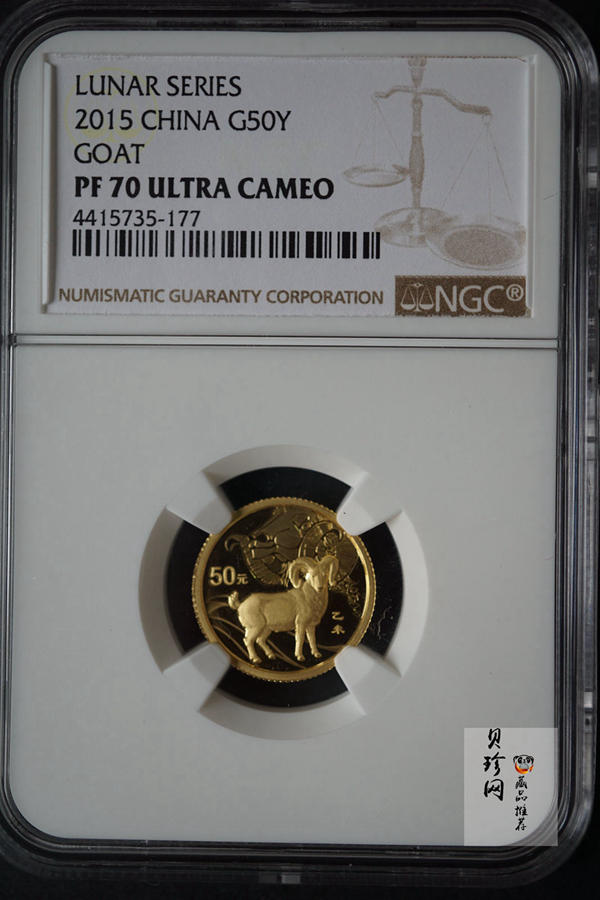 LUNAR SERIES
2015 CHINA G50Y
GOAT
PF 70 ULTRA CAMEO
4415735-177
NUMISMATIC GUARANTY CORPORATION
NGC®
50元
乙未
贝珍网
藏品推荐